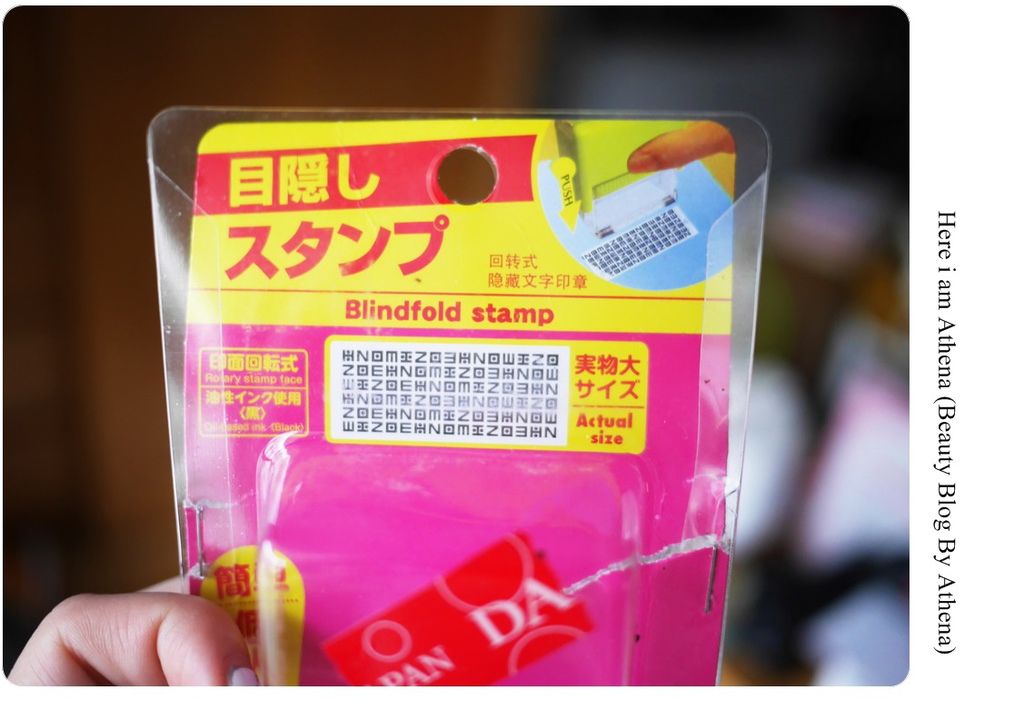 目隠し
スタンプ
PUSH
回转式
隐藏文字印章
Blindfold stamp
印面回転式
Rotary stamp face
油性インク使用
〈黒〉
Oil-based ink (Black)
実物大
サイズ
Actual
size
DA
Here i am Athena (Beauty Blog By Athena)